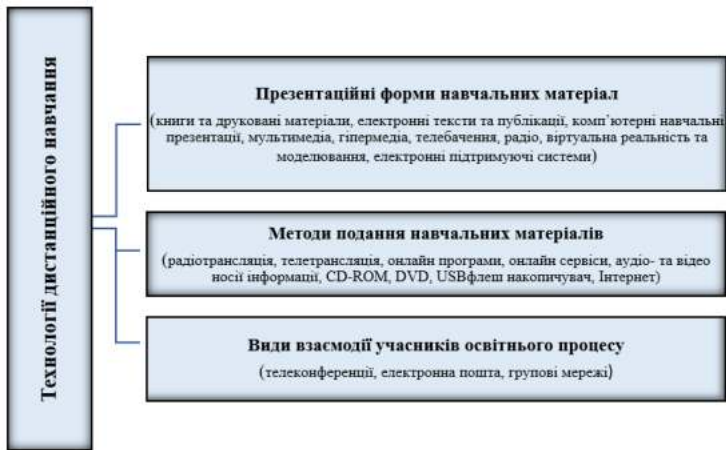 Технології дистанційного навчання
Презентаційні форми навчальних матеріал
(книги та друковані матеріали, електронні тексти та публікації, комп’ютерні навчальні
презентації, мультимедіа, гіпермедіа, телебачення, радіо, віртуальна реальність та
моделювання, електронні підтримуючі системи)
Методи подання навчальних матеріалів
(радіотрансляція, телетрансляція, онлайн програми, онлайн сервіси, аудіо- та відео
носії інформації, CD-ROM, DVD, USBфлеш накопичувач, Інтернет)
Види взаємодії учасників освітнього процесу
(телеконференції, електронна пошта, групові мережі)